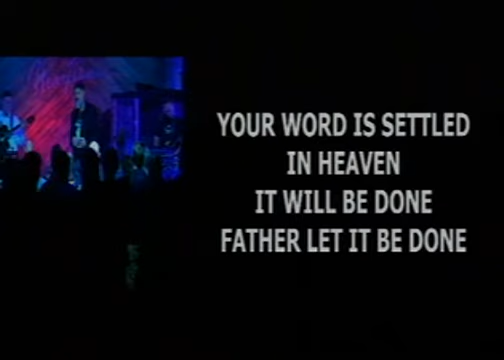 YOUR WORD IS SETTLED
IN HEAVEN
IT WILL BE DONE
FATHER LET IT BE DONE